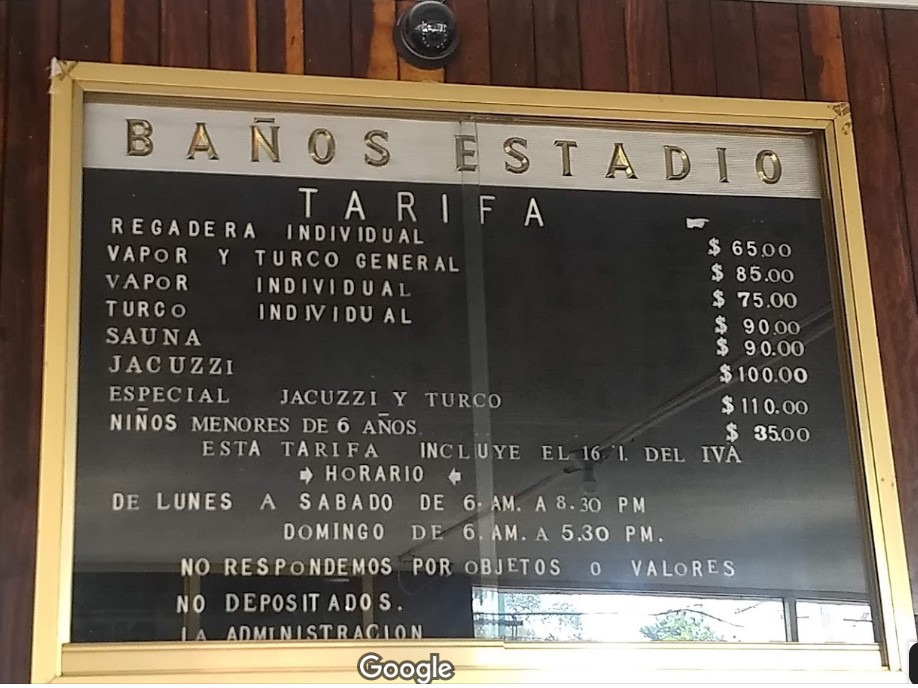 BAÑOS ESTADIO
TARIFA
REGADERA INDIVIDUAL $ 65.00
VAPOR Y TURCO GENERAL $ 85.00
VAPOR INDIVIDUAL $ 75.00
TURCO INDIVIDUAL $ 90.00
SAUNA $ 90.00
JACUZZI $100.00
ESPECIAL JACUZZI Y TURCO $110.00
NIÑOS MENORES DE 6 AÑOS. $ 35.00
ESTA TARIFA INCLUYE EL DEL IVA
HORARIO
DE LUNES A SABADO DE 6. AM. A 8.30 PM
DOMINGO DE 6. AM. A 5.30 PM.
NO RESPONDEMOS POR OBJETOS O VALORES
NO DEPOSITADOS.
LA ADMINISTRACION
Google